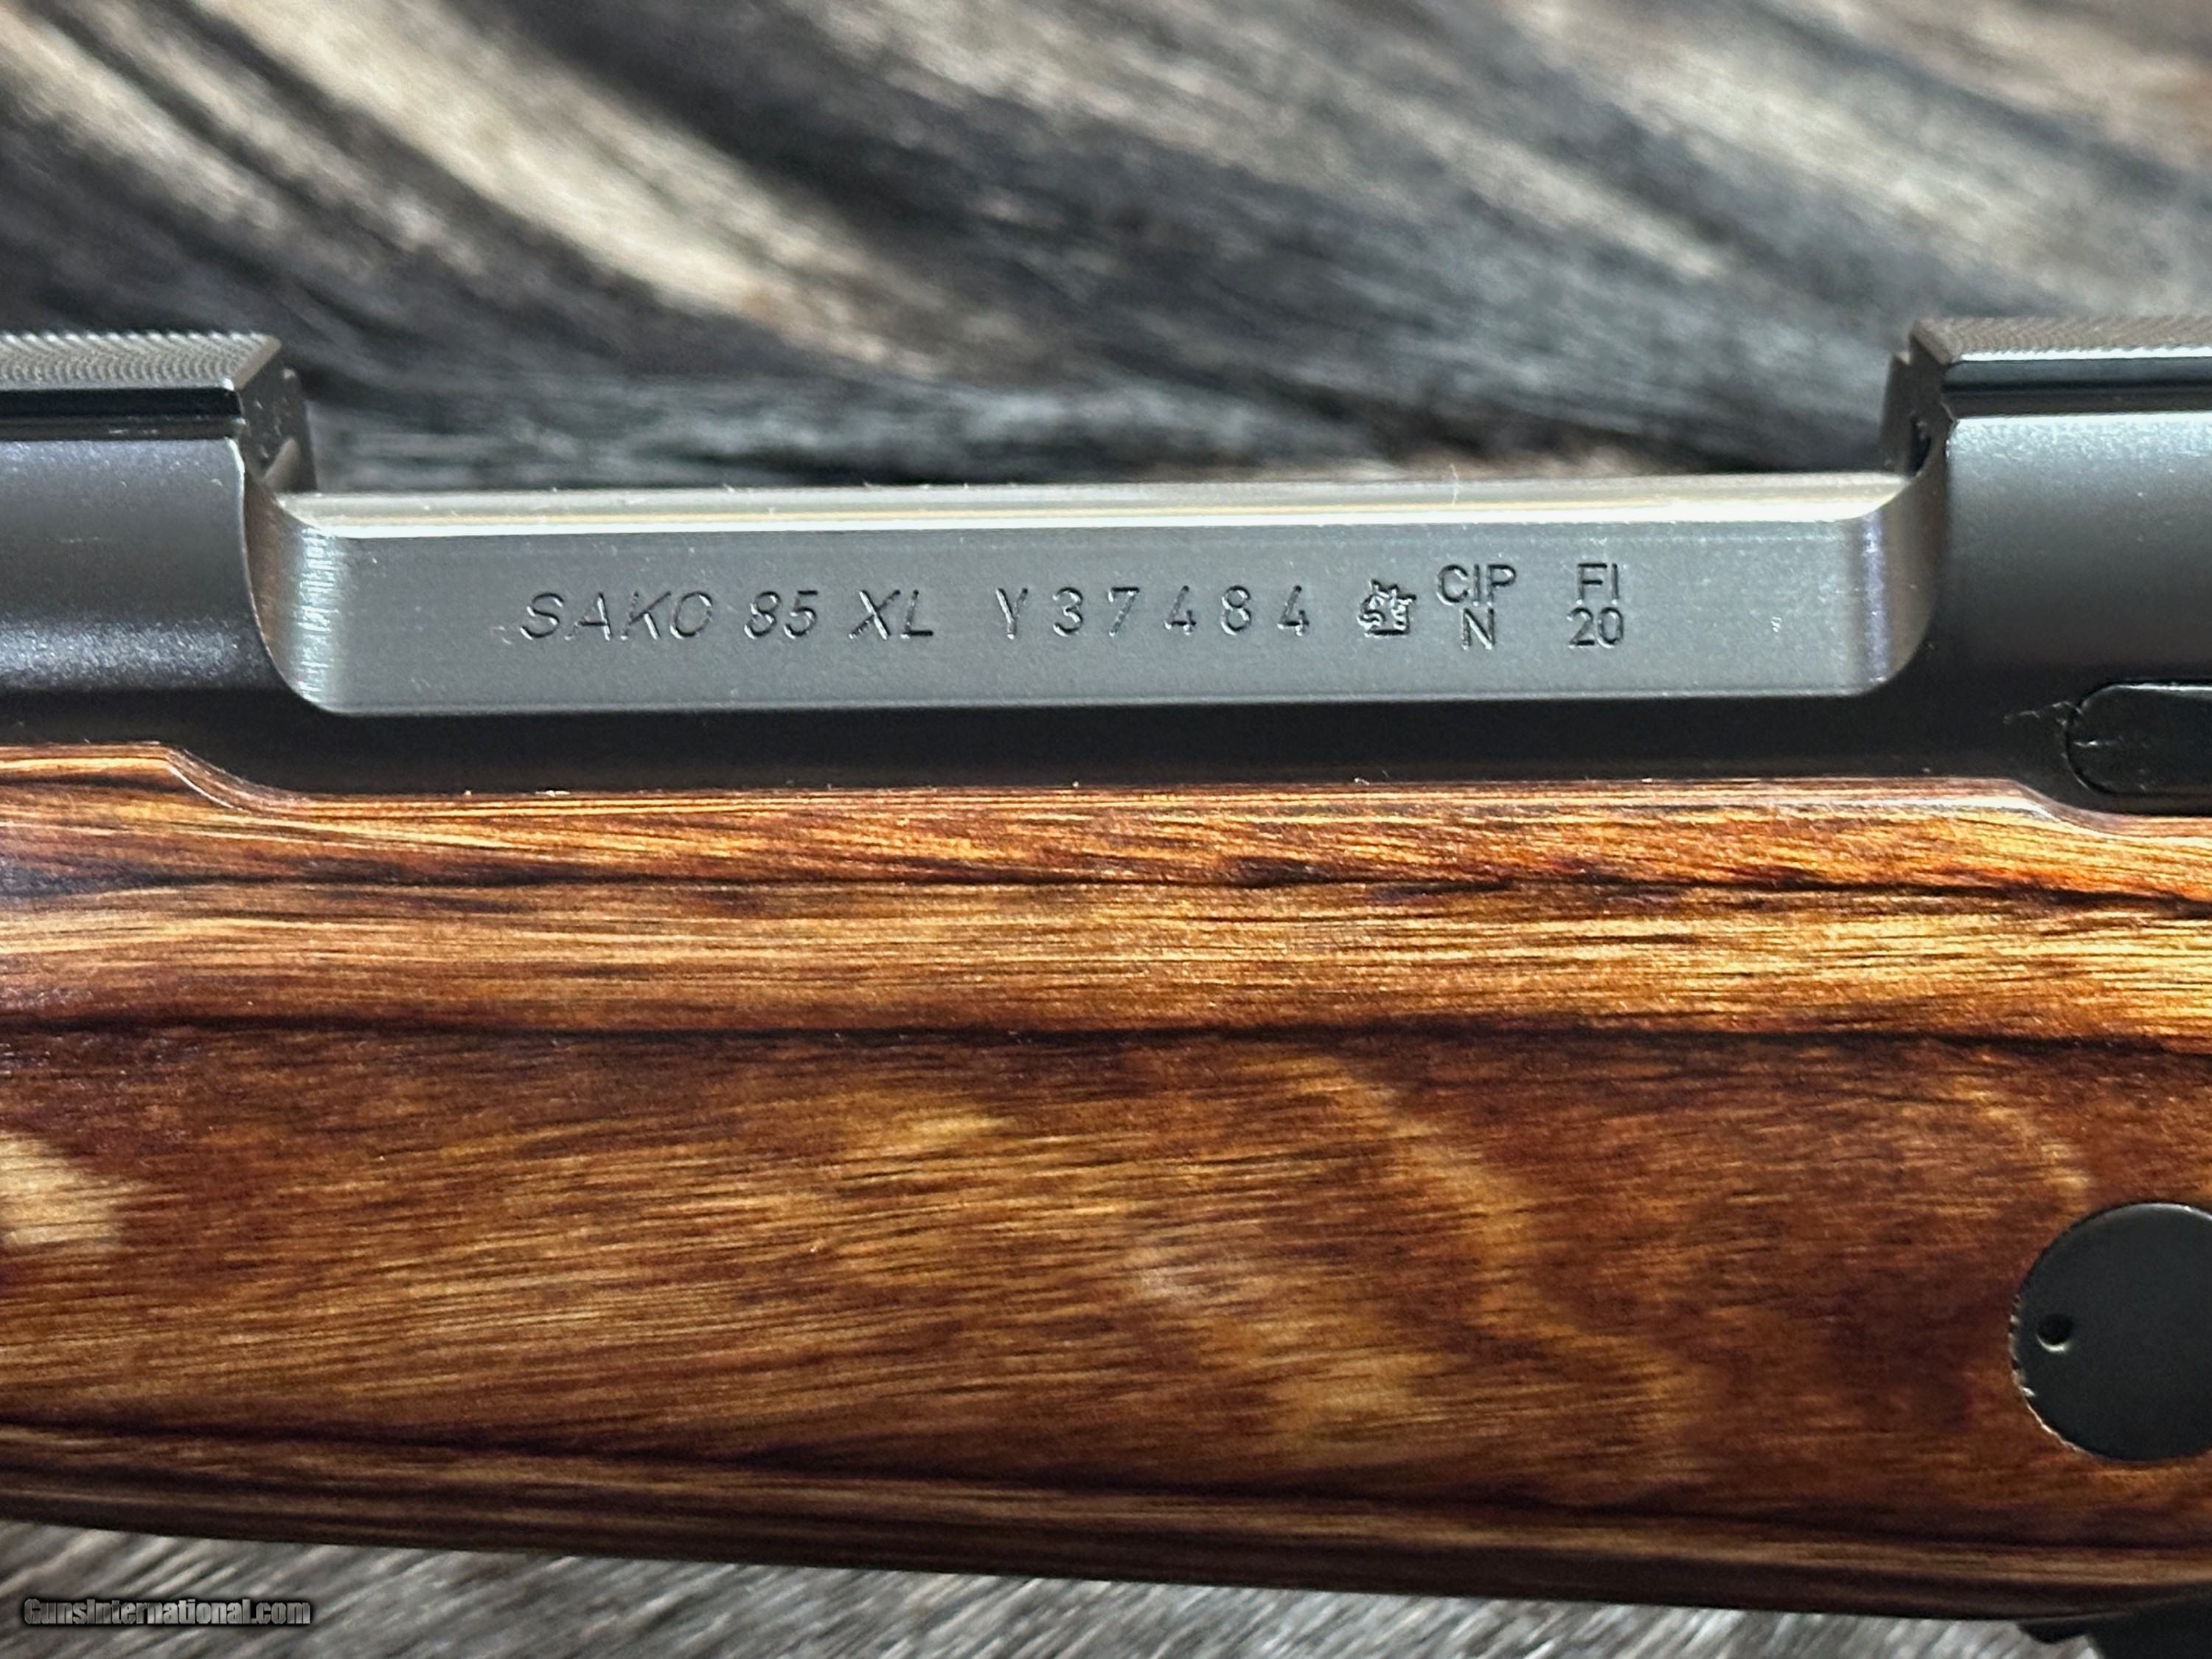 SAKO 85 XL Y37484 CIP N FI 20
GunsInternational.com